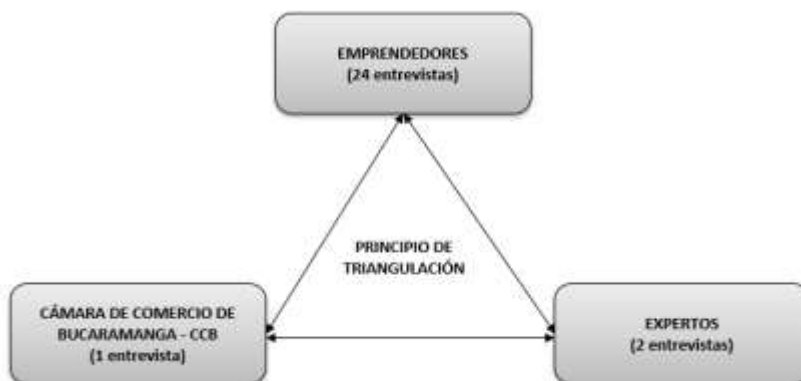 EMPRENDEDORES
(24 entrevistas)
PRINCIPIO DE
TRIANGULACIÓN
CÁMARA DE COMERCIO DE
BUCARAMANGA - CCB
(1 entrevista)
EXPERTOS
(2 entrevistas)